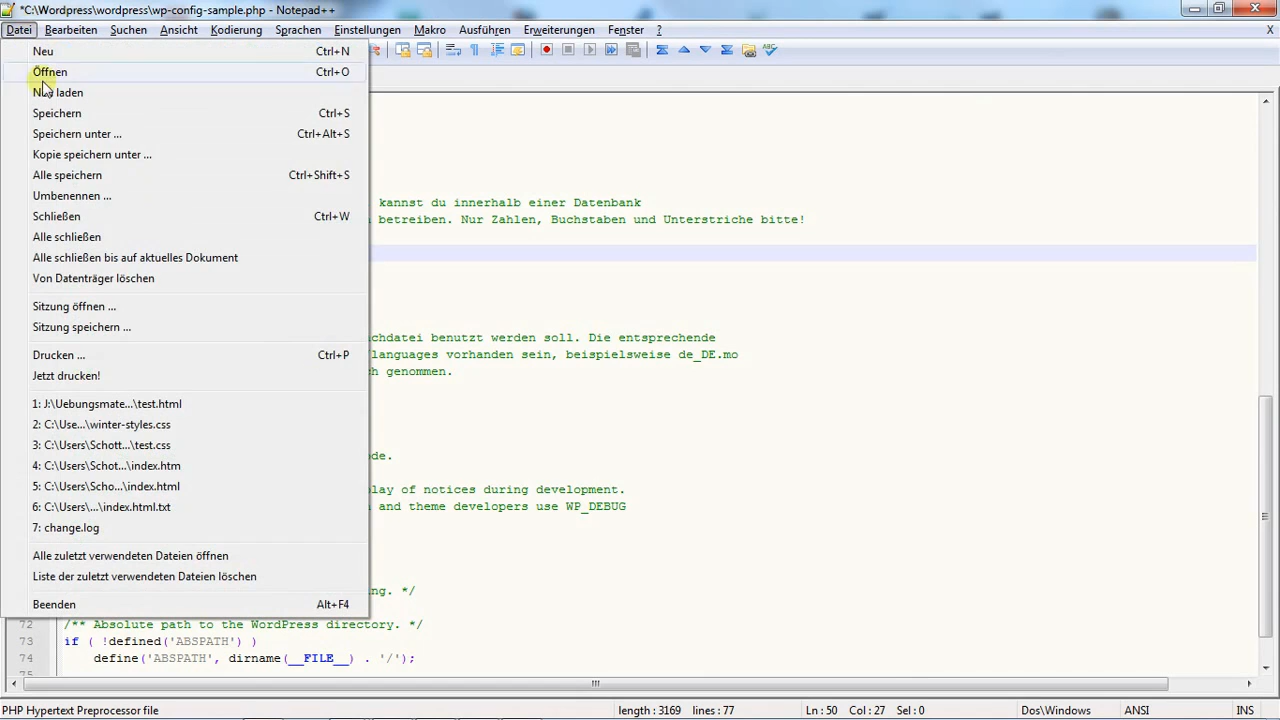 *C:\Wordpress\wordpress\wp-config-sample.php - Notepad++
Datei Bearbeiten Suchen Ansicht Kodierung Sprachen Einstellungen Makro Ausführen Erweiterungen Fenster ? X
Neu Ctrl+N
Öffnen Ctrl+O
Neu laden
Speichern Ctrl+S
Speichern unter ... Ctrl+Alt+S
Kopie speichern unter ...
Alle speichern Ctrl+Shift+S
Umbenennen ...
Schließen Ctrl+W
Alle schließen
Alle schließen bis auf aktuelles Dokument
Von Datenträger löschen
Sitzung öffnen ...
Sitzung speichern ...
Drucken ... Ctrl+P
Jetzt drucken!
1: J:\Uebungsmate...\test.html
2: C:\Use...\winter-styles.css
3: C:\Users\Schott...\test.css
4: C:\Users\Schot...\index.htm
5: C:\Users\Scho...\index.html
6: C:\Users\...\index.html.txt
7: change.log
Alle zuletzt verwendeten Dateien öffnen
Liste der zuletzt verwendeten Dateien löschen
Beenden Alt+F4
kannst du innerhalb einer Datenbank
betreiben. Nur Zahlen, Buchstaben und Unterstriche bitte!
chdatei benutzt werden soll. Die entsprechende
/languages vorhanden sein, beispielsweise de_DE.mo
ch genommen.
de.
lay of notices during development.
and theme developers use WP_DEBUG
ng. */
72 /** Absolute path to the WordPress directory. */
73 if ( !defined('ABSPATH') )
74 define('ABSPATH', dirname(__FILE__) . '/');
75
PHP Hypertext Preprocessor file length : 3169 lines : 77 Ln : 50 Col : 27 Sel : 0 Dos\Windows ANSI INS